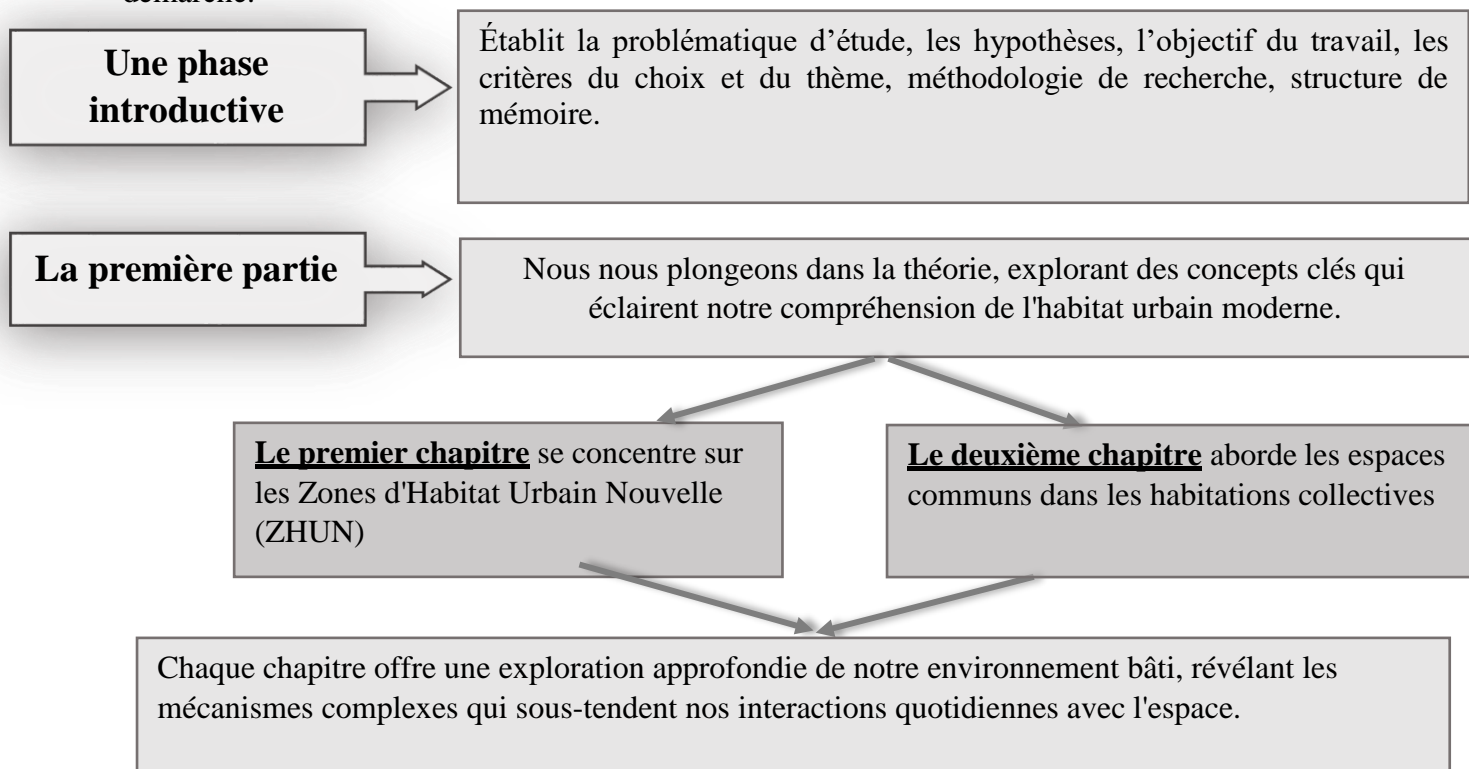 démarche.
Une phase
introductive
Établit la problématique d’étude, les hypothèses, l’objectif du travail, les
critères du choix et du thème, méthodologie de recherche, structure de
mémoire.
La première partie
Nous nous plongeons dans la théorie, explorant des concepts clés qui
éclairent notre compréhension de l'habitat urbain moderne.
Le premier chapitre se concentre sur
les Zones d'Habitat Urbain Nouvelle
(ZHUN)
Le deuxième chapitre aborde les espaces
communs dans les habitations collectives
Chaque chapitre offre une exploration approfondie de notre environnement bâti, révélant les
mécanismes complexes qui sous-tendent nos interactions quotidiennes avec l'espace.